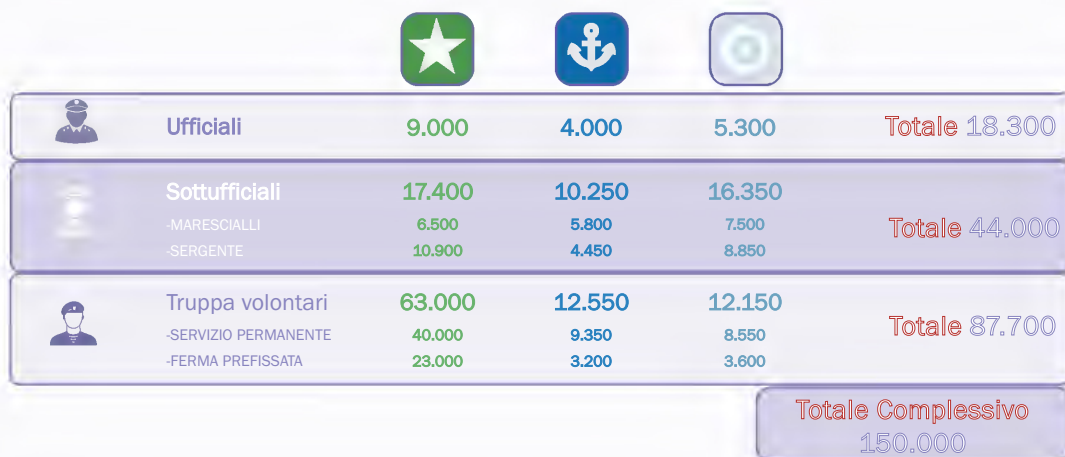 Ufficiali 9.000 4.000 5.300 Totale 18.300
Sottufficiali 17.400 10.250 16.350
-MARESCIALLI 6.500 5.800 7.500
Totale 44.000
-SERGENTE 10.900 4.450 8.850
Truppa volontari 63.000 12.550 12.150
Totale 87.700
-SERVIZIO PERMANENTE 40.000 9.350 8.550
-FERMA PREFISSATA 23.000 3.200 3.600
Totale Complessivo
150.000